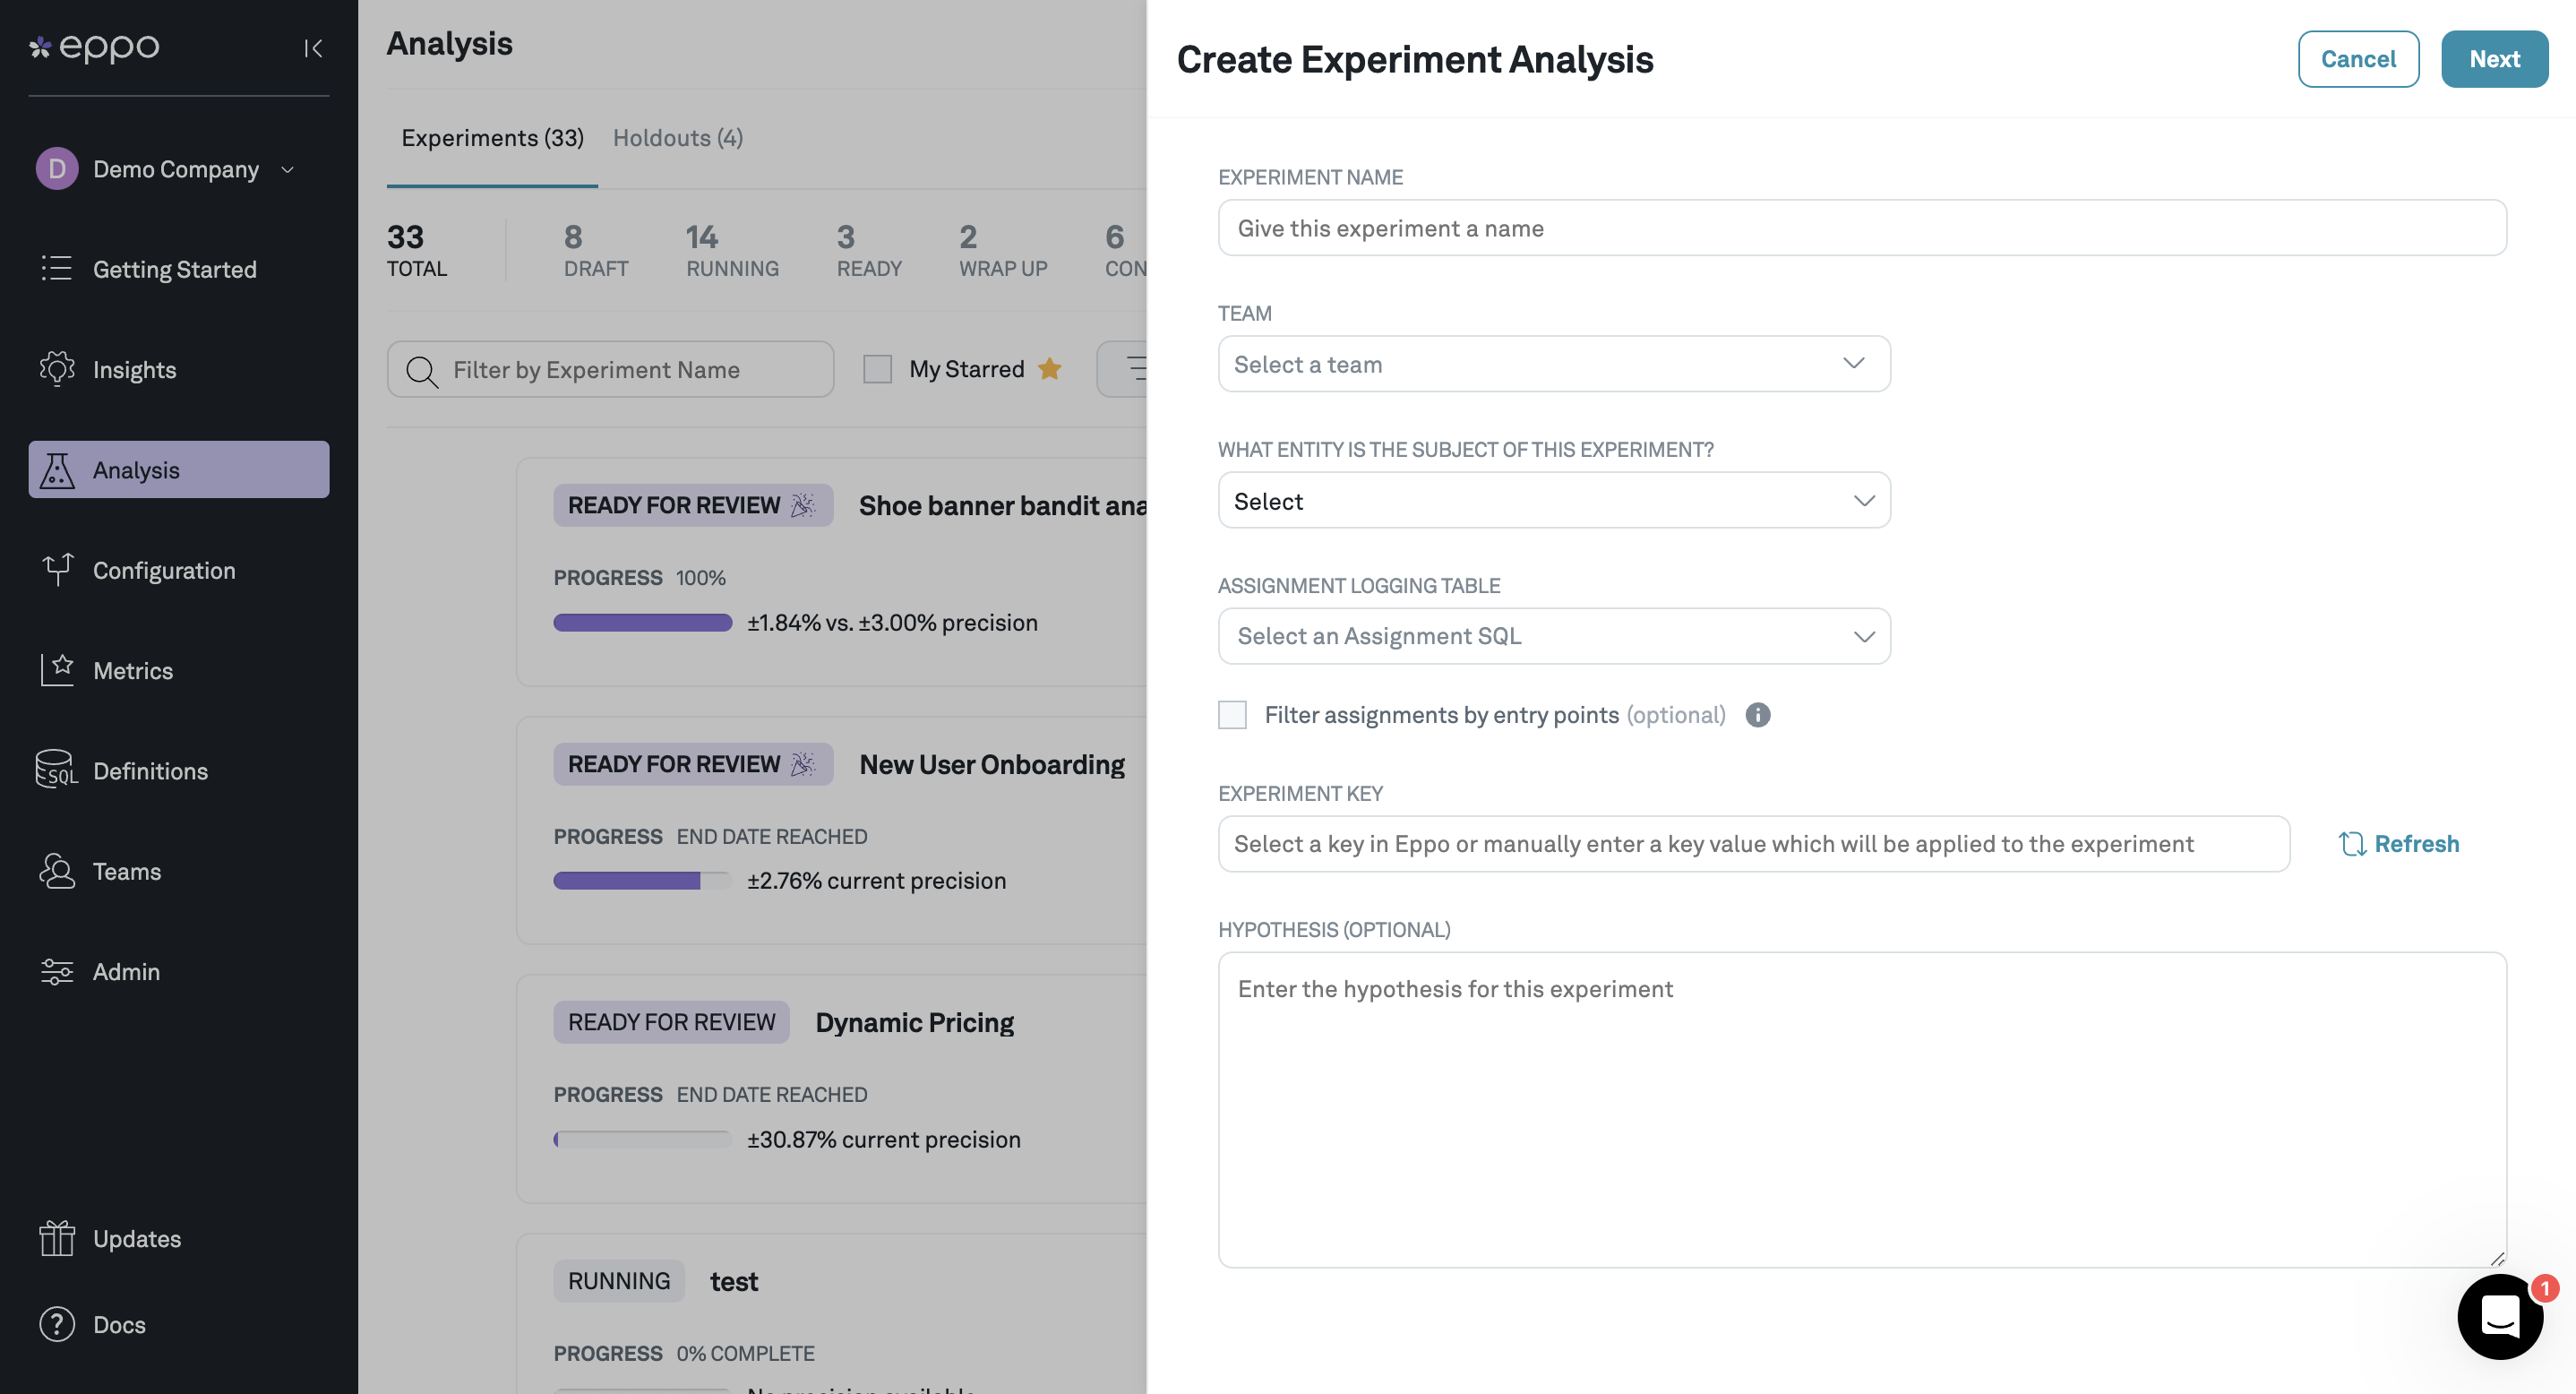 eppo
Demo Company
Getting Started
Insights
Analysis
Configuration
Metrics
SQL
Definitions
Teams
Admin
Updates
Docs
Analysis
Experiments (33)
Holdouts (4)
33
TOTAL
8
DRAFT
14
RUNNING
3
READY
2
WRAP UP
6
CON
Filter by Experiment Name
My Starred
READY FOR REVIEW
Shoe banner bandit ana
PROGRESS 100%
±1.84% vs. ±3.00% precision
READY FOR REVIEW
New User Onboarding
PROGRESS END DATE REACHED
±2.76% current precision
READY FOR REVIEW
Dynamic Pricing
PROGRESS END DATE REACHED
±30.87% current precision
RUNNING
test
PROGRESS 0% COMPLETE
No precision available
Create Experiment Analysis
Cancel
Next
EXPERIMENT NAME
Give this experiment a name
TEAM
Select a team
WHAT ENTITY IS THE SUBJECT OF THIS EXPERIMENT?
Select
ASSIGNMENT LOGGING TABLE
Select an Assignment SQL
Filter assignments by entry points (optional)
EXPERIMENT KEY
Select a key in Eppo or manually enter a key value which will be applied to the experiment
Refresh
HYPOTHESIS (OPTIONAL)
Enter the hypothesis for this experiment
1